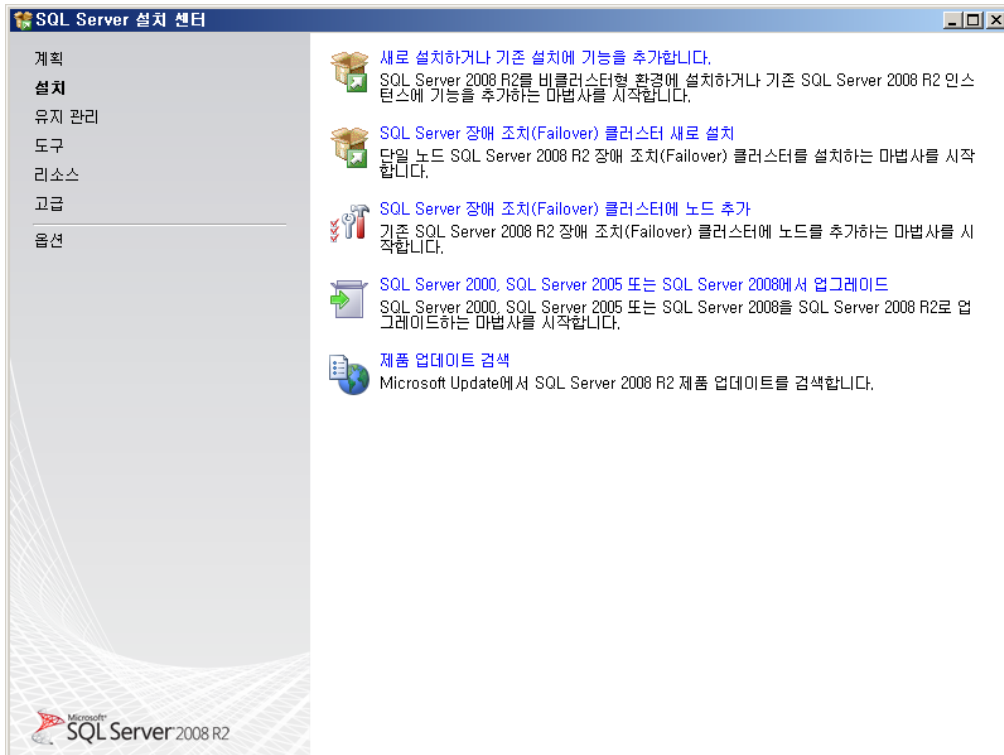 SQL Server 설치 센터
계획
설치
유지 관리
도구
리소스
고급
옵션
새로 설치하거나 기존 설치에 기능을 추가합니다.
SQL Server 2008 R2를 비클러스터형 환경에 설치하거나 기존 SQL Server 2008 R2 인스
턴스에 기능을 추가하는 마법사를 시작합니다.
SQL Server 장애 조치(Failover) 클러스터 새로 설치
단일 노드 SQL Server 2008 R2 장애 조치(Failover) 클러스터를 설치하는 마법사를 시작
합니다.
SQL Server 장애 조치(Failover) 클러스터에 노드 추가
기존 SQL Server 2008 R2 장애 조치(Failover) 클러스터에 노드를 추가하는 마법사를 시
작합니다.
SQL Server 2000, SQL Server 2005 또는 SQL Server 2008에서 업그레이드
SQL Server 2000, SQL Server 2005 또는 SQL Server 2008을 SQL Server 2008 R2로 업
그레이드하는 마법사를 시작합니다.
제품 업데이트 검색
Microsoft Update에서 SQL Server 2008 R2 제품 업데이트를 검색합니다.
Microsoft
SQL Server 2008 R2